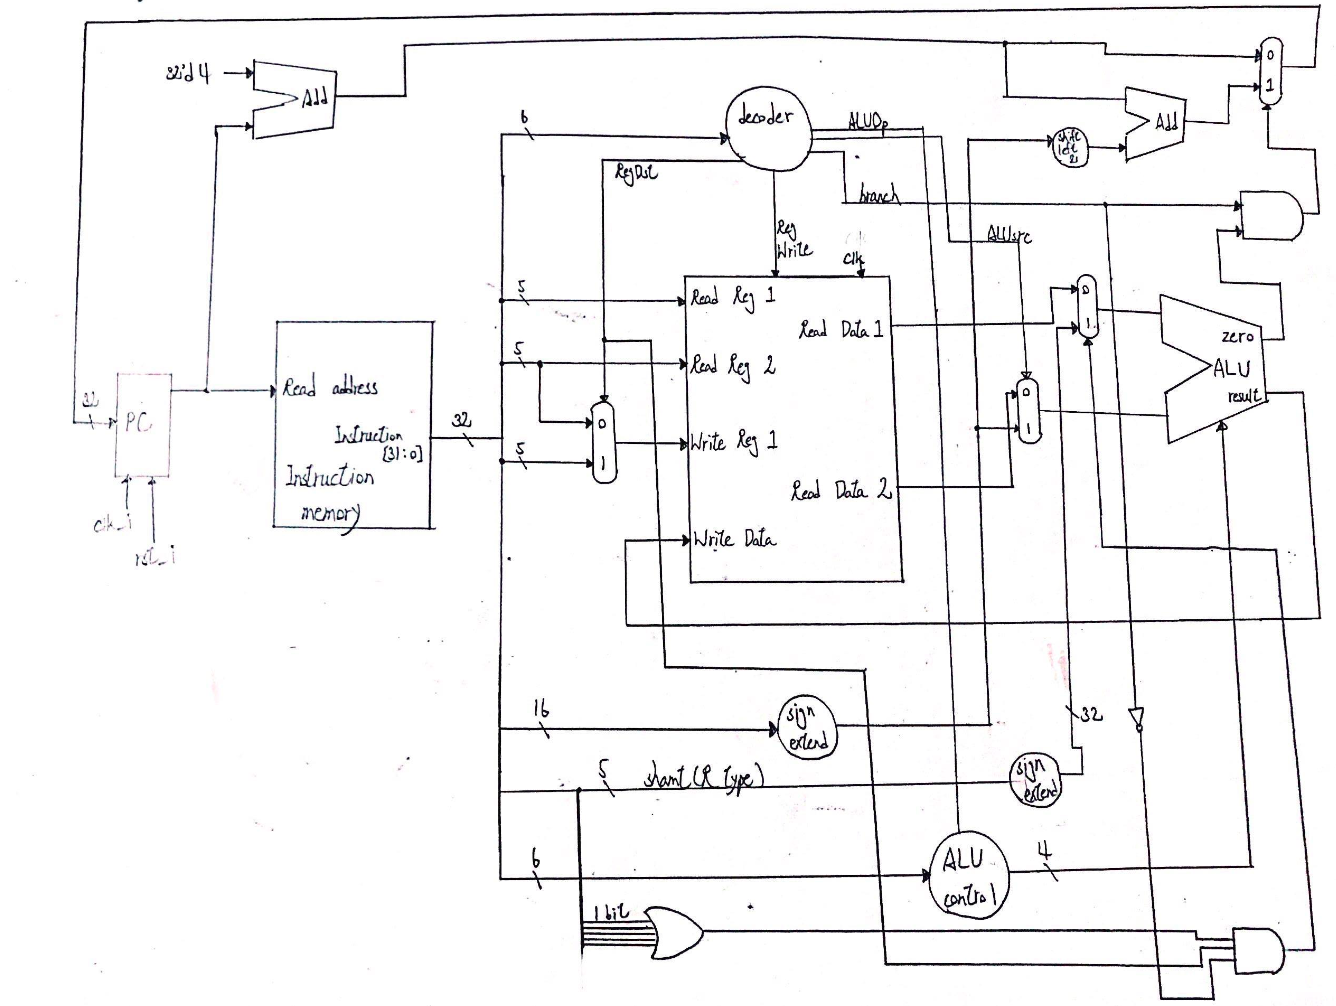 32'd 4
Add
6
decoder
ALUOp
RegDst
branch
Reg
Write
clk
ALUsrc
shift
left
2s
Add
0
1
32
PC
clk_i
rst_i
Read address
Instruction
[31:0]
Instruction
memory
32
5
5
5
0
1
Read Reg 1
Read Reg 2
Write Reg 1
Write Data
Read Data 1
Read Data 2
0
1
0
1
zero
ALU
result
16
sign
extend
5
shamt (R type)
sign
extend
32
6
ALU
control
4
1 bit